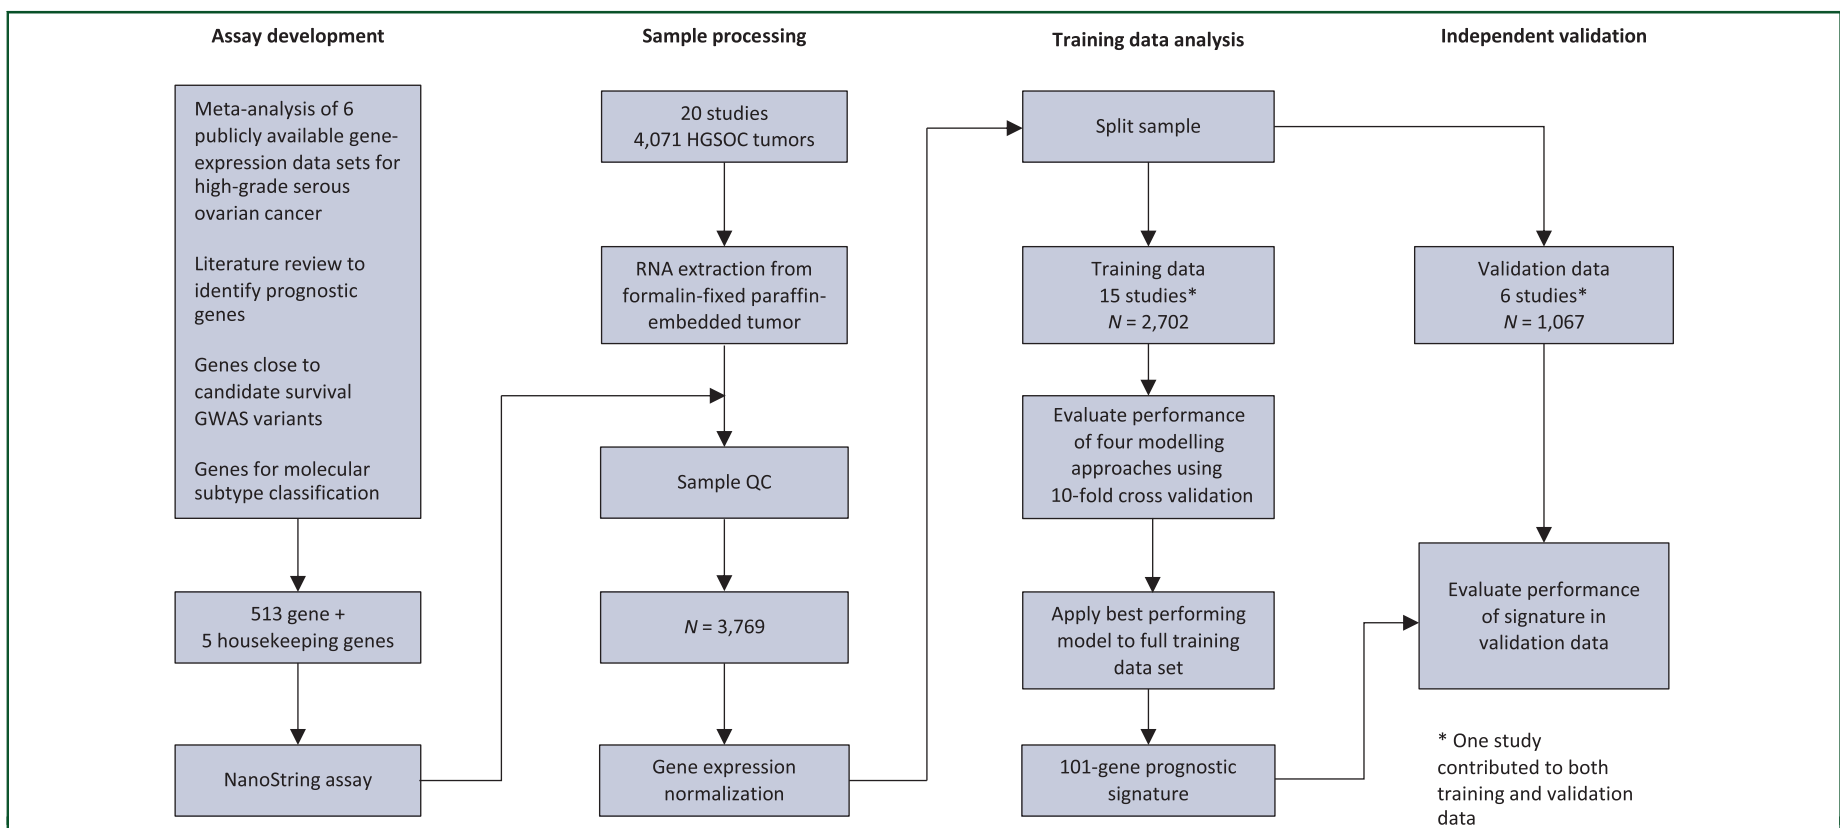 Assay development
Meta-analysis of 6
publicly available gene-
expression data sets for
high-grade serous
ovarian cancer
Literature review to
identify prognostic
genes
Genes close to
candidate survival
GWAS variants
Genes for molecular
subtype classification
513 gene +
5 housekeeping genes
NanoString assay
Sample processing
20 studies
4,071 HGSOC tumors
RNA extraction from
formalin-fixed paraffin-
embedded tumor
Sample QC
N = 3,769
Gene expression
normalization
Training data analysis
Split sample
Training data
15 studies*
N = 2,702
Evaluate performance
of four modelling
approaches using
10-fold cross validation
Apply best performing
model to full training
data set
101-gene prognostic
signature
Independent validation
Validation data
6 studies*
N = 1,067
Evaluate performance
of signature in
validation data
* One study
contributed to both
training and validation
data